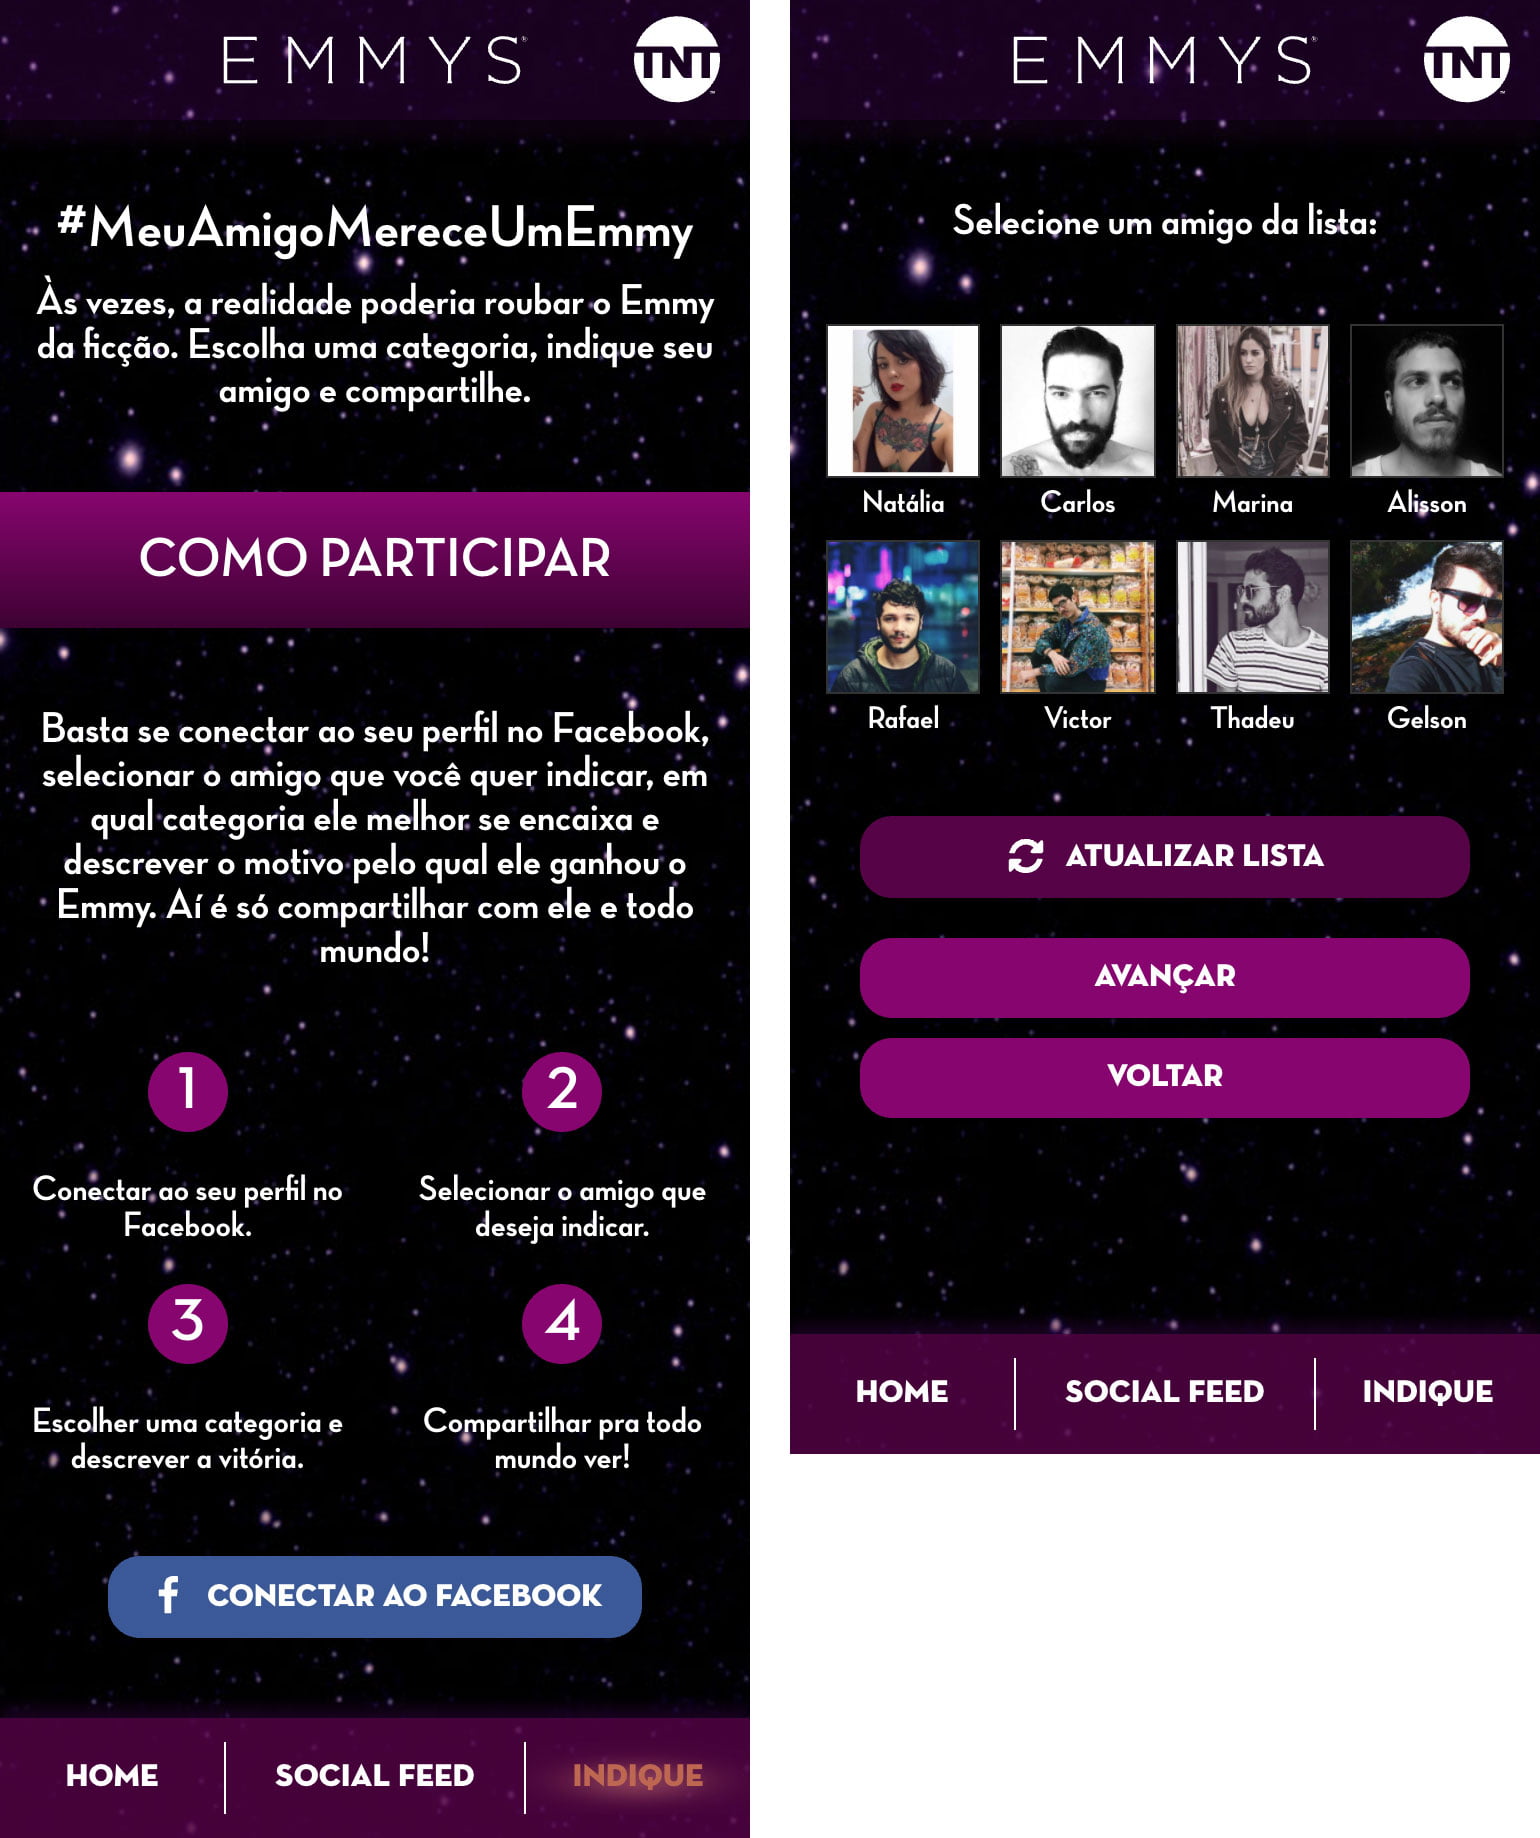 EMMYS
TNT
#MeuAmigoMereceUmEmmy
Às vezes, a realidade poderia roubar o Emmy
da ficção. Escolha uma categoria, indique seu
amigo e compartilhe.
COMO PARTICIPAR
Basta se conectar ao seu perfil no Facebook,
selecionar o amigo que você quer indicar, em
qual categoria ele melhor se encaixa e
descrever o motivo pelo qual ele ganhou o
Emmy. Aí é só compartilhar com ele e todo
mundo!
1
Conectar ao seu perfil no
Facebook.
2
Selecionar o amigo que
deseja indicar.
3
Escolher uma categoria e
descrever a vitória.
4
Compartilhar pra todo
mundo ver!
f CONECTAR AO FACEBOOK
HOME
SOCIAL FEED
INDIQUE
EMMYS
TNT
Selecione um amigo da lista:
Natália
Carlos
Marina
Alisson
Rafael
Victor
Thadeu
Gelson
ATUALIZAR LISTA
AVANÇAR
VOLTAR
HOME
SOCIAL FEED
INDIQUE